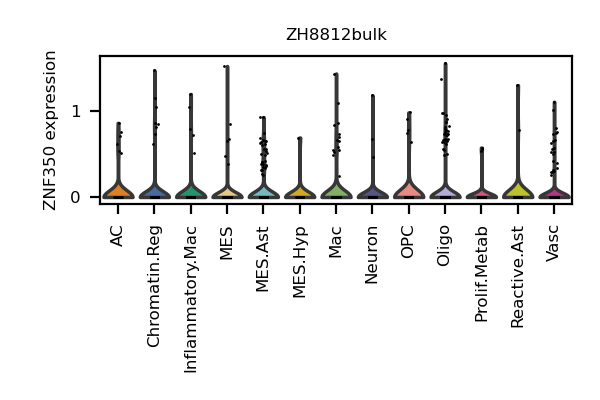 ZH8812bulk
ZNF350 expression
1
0
AC
Chromatin.Reg
Inflammatory.Mac
MES
MES.Ast
MES.Hyp
Mac
Neuron
OPC
Oligo
Prolif.Metab
Reactive.Ast
Vasc